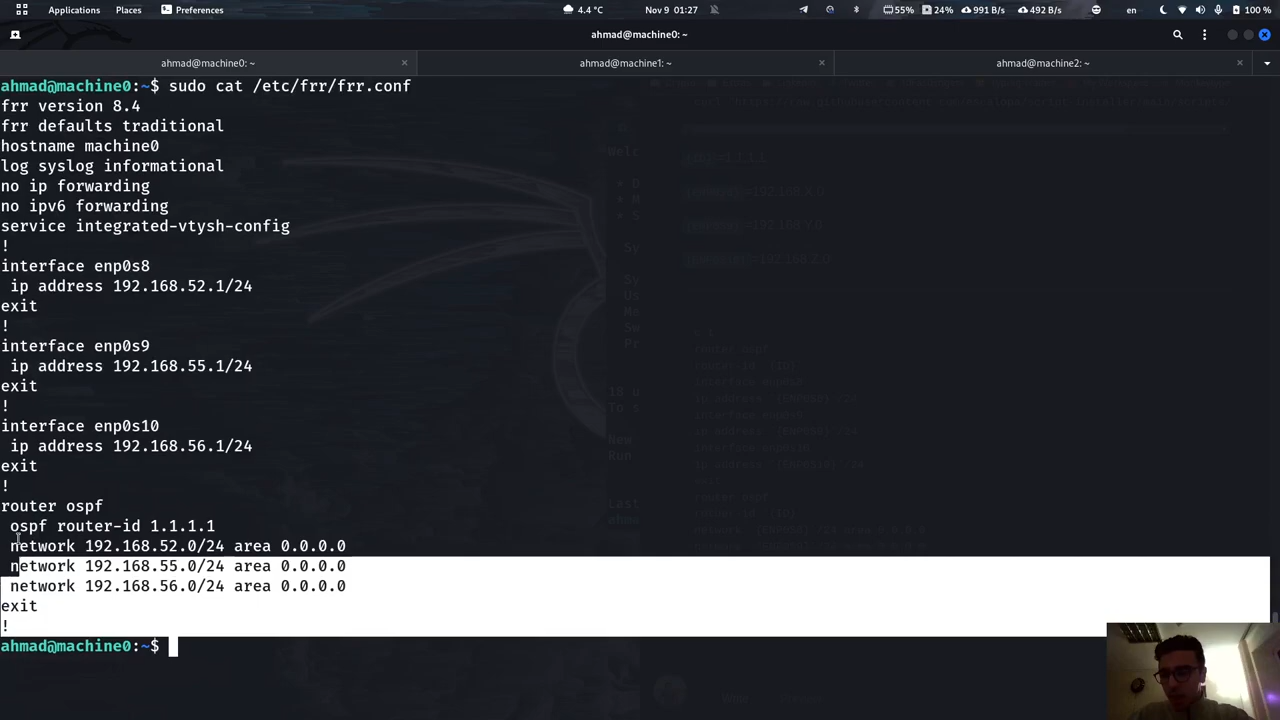 Applications Places Preferences 4.4 °C Nov 9 01:27 55% 24% 991 B/s 492 B/s en 100 %
ahmad@machine0: ~
ahmad@machine0: ~ ahmad@machine1: ~ ahmad@machine2: ~
ahmad@machine0:~$ sudo cat /etc/frr/frr.conf
frr version 8.4
frr defaults traditional
hostname machine0
log syslog informational
no ip forwarding
no ipv6 forwarding
service integrated-vtysh-config
!
interface enp0s8
ip address 192.168.52.1/24
exit
!
interface enp0s9
ip address 192.168.55.1/24
exit
!
interface enp0s10
ip address 192.168.56.1/24
exit
!
router ospf
ospf router-id 1.1.1.1
network 192.168.52.0/24 area 0.0.0.0
network 192.168.55.0/24 area 0.0.0.0
network 192.168.56.0/24 area 0.0.0.0
exit
!
ahmad@machine0:~$